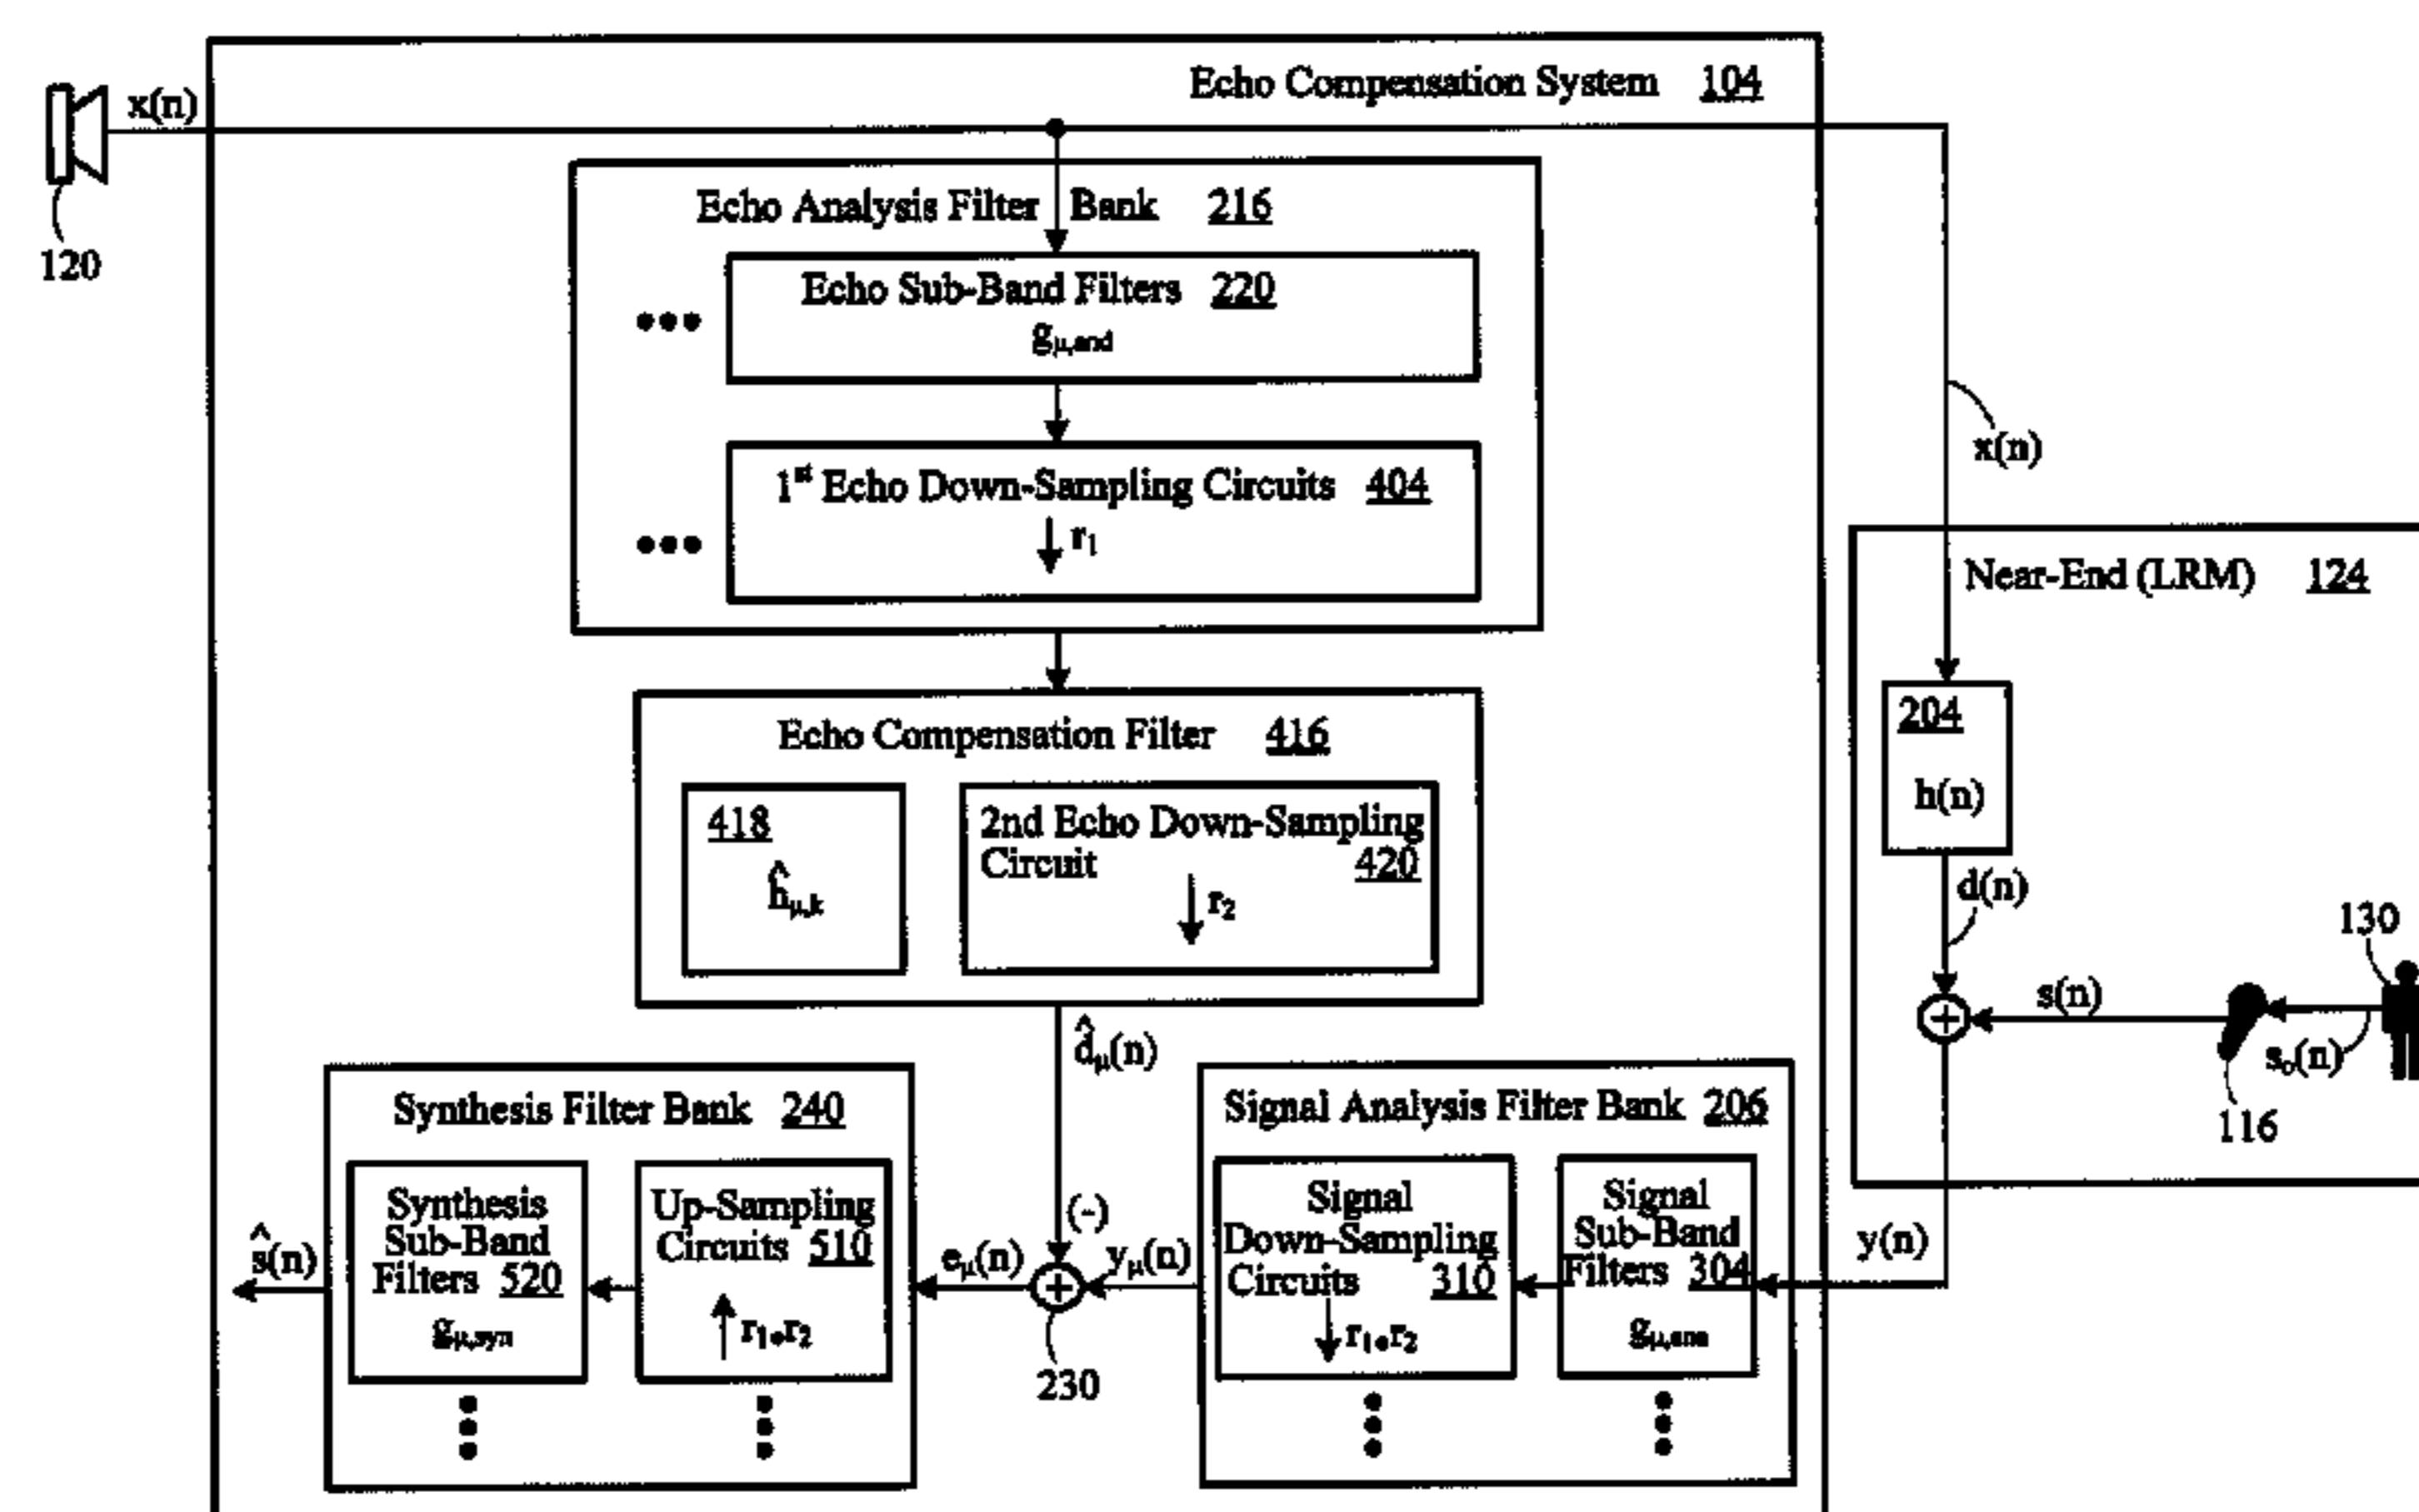 Echo Compensation System 104
x(n)
120
Echo Analysis Filter Bank 216
Echo Sub-Band Filters 220
gμ,and
1st Echo Down-Sampling Circuits 404
r1
x(n)
Near-End (LRM) 124
204
h(n)
Echo Compensation Filter 416
418
ĥμ,k
2nd Echo Down-Sampling
Circuit 420
r2
d(n)
130
s(n)
so(n)
116
d̂μ(n)
Synthesis Filter Bank 240
Synthesis
Sub-Band
Filters 520
gμ,syn
Up-Sampling
Circuits 510
r1•r2
ŝ(n)
(-)
eμ(n)
yμ(n)
230
Signal Analysis Filter Bank 206
Signal
Down-Sampling
Circuits 310
r1•r2
Signal
Sub-Band
Filters 304
gμ,ana
y(n)